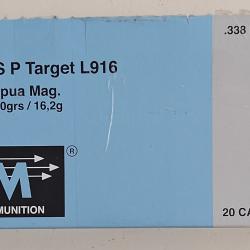 S P Target L916
.338
pua Mag.
0grs / 16,2g
®
M
MUNITION
20 CA